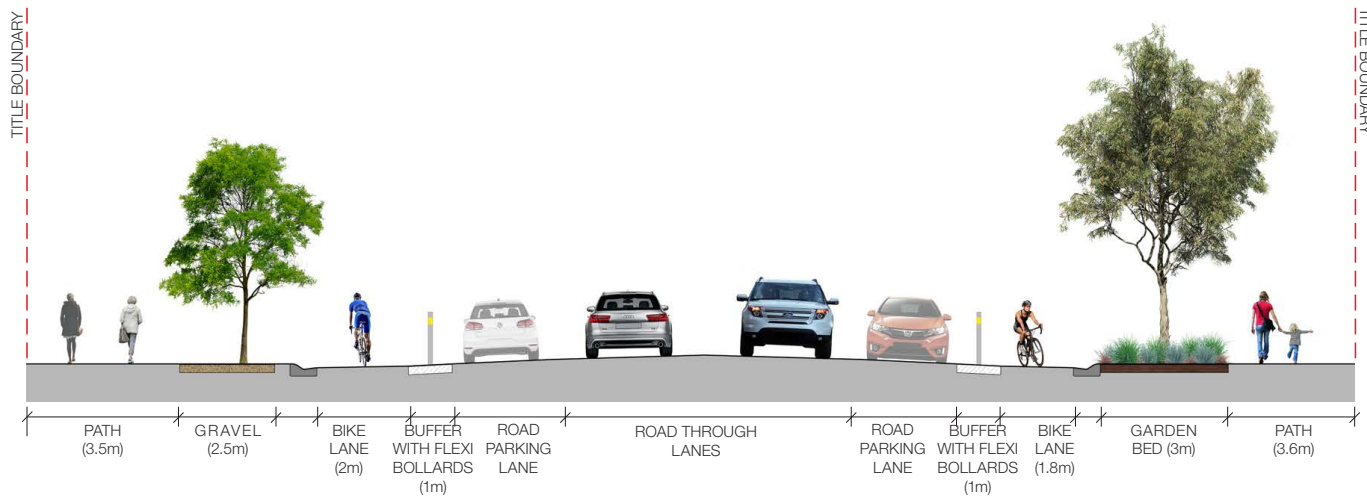 TITLE BOUNDARY
TITLE BOUNDARY
PATH
(3.5m)
GRAVEL
(2.5m)
BIKE
LANE
(2m)
BUFFER
WITH FLEXI
BOLLARDS
(1m)
ROAD
PARKING
LANE
ROAD THROUGH
LANES
ROAD
PARKING
LANE
BUFFER
WITH FLEXI
BOLLARDS
(1m)
BIKE
LANE
(1.8m)
GARDEN
BED (3m)
PATH
(3.6m)